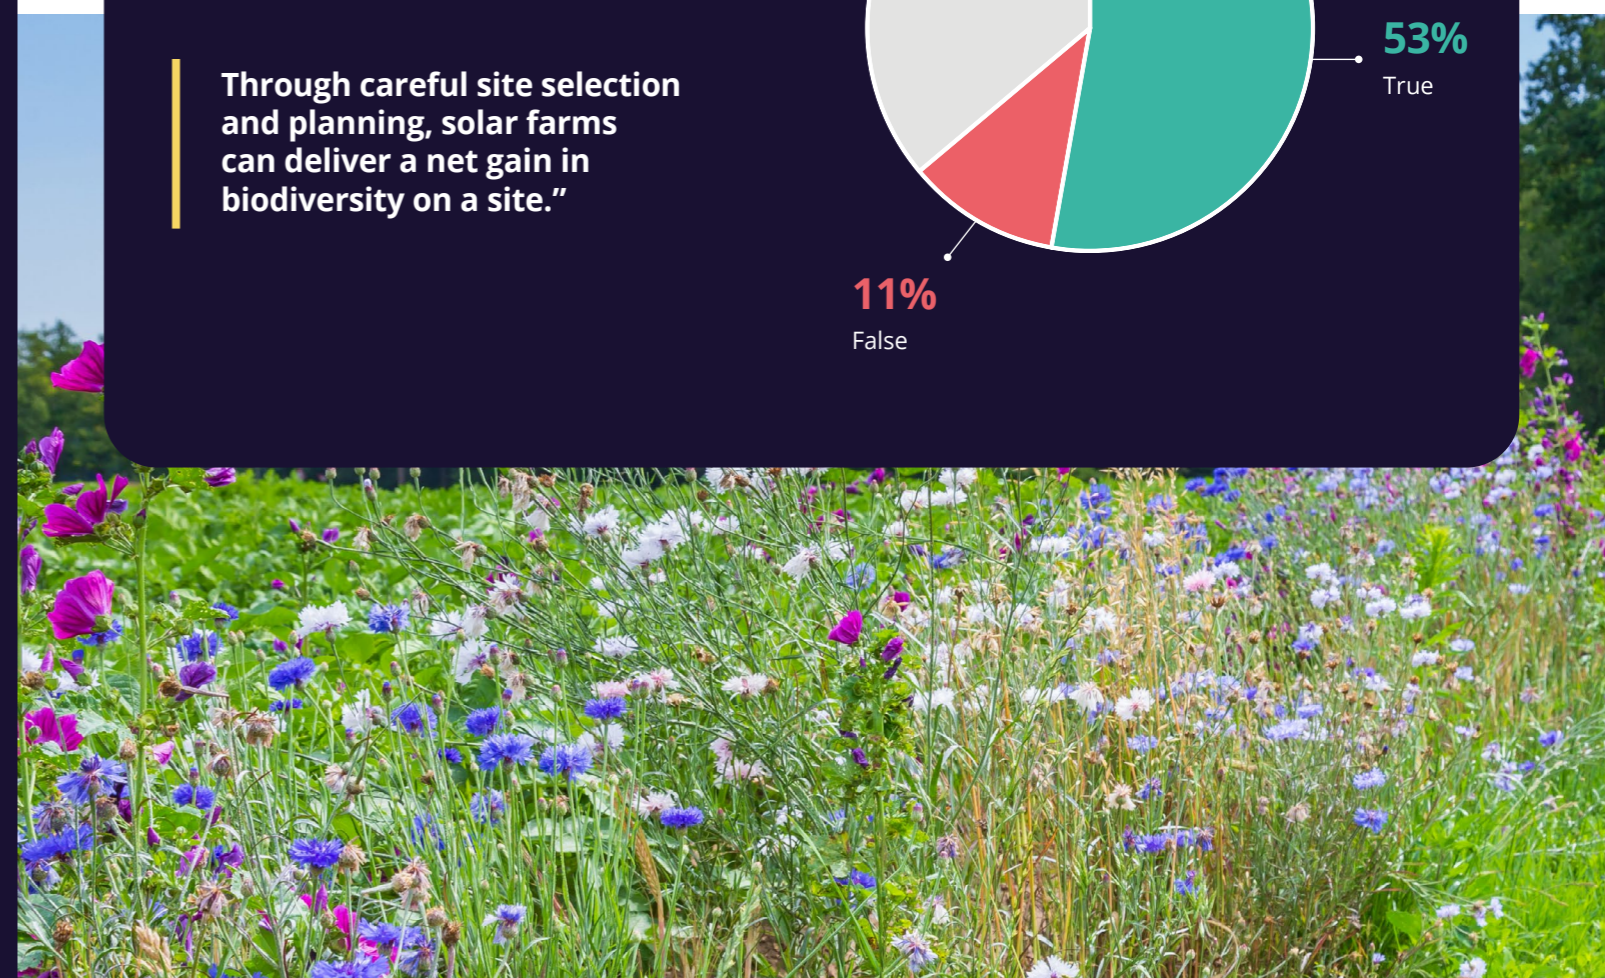 Through careful site selection
and planning, solar farms
can deliver a net gain in
biodiversity on a site.”
53%
True
11%
False